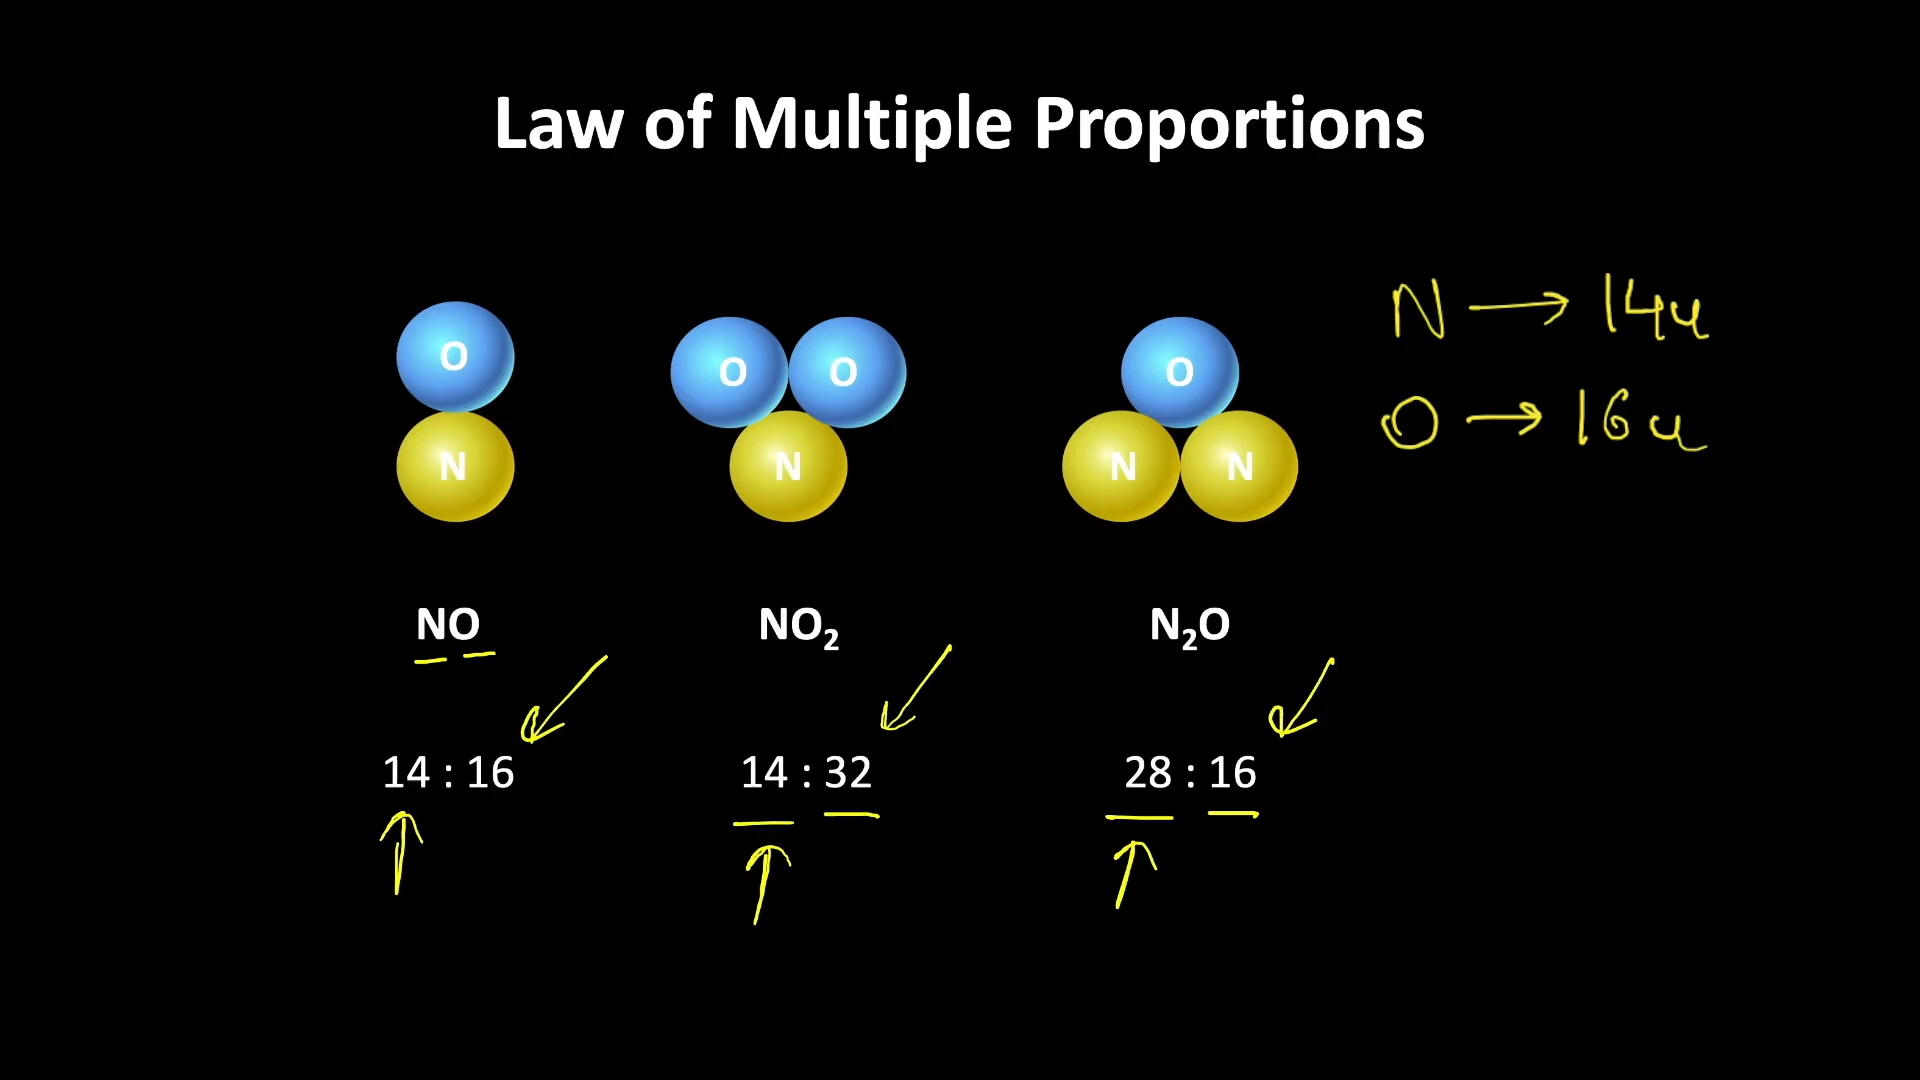 Law of Multiple Proportions
O
N
O O
N
O
N N
N → 14u
O → 16u
NO
NO₂
N₂O
14 : 16
14 : 32
28 : 16